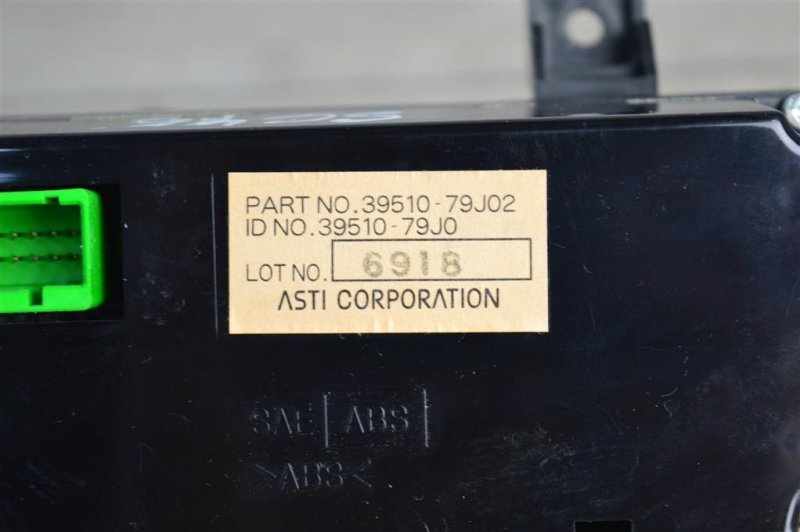 PART NO.39510-79J02
ID NO.39510-79J0
LOT NO. 6918
ASTI CORPORATION
SAE ABS
>ABS<